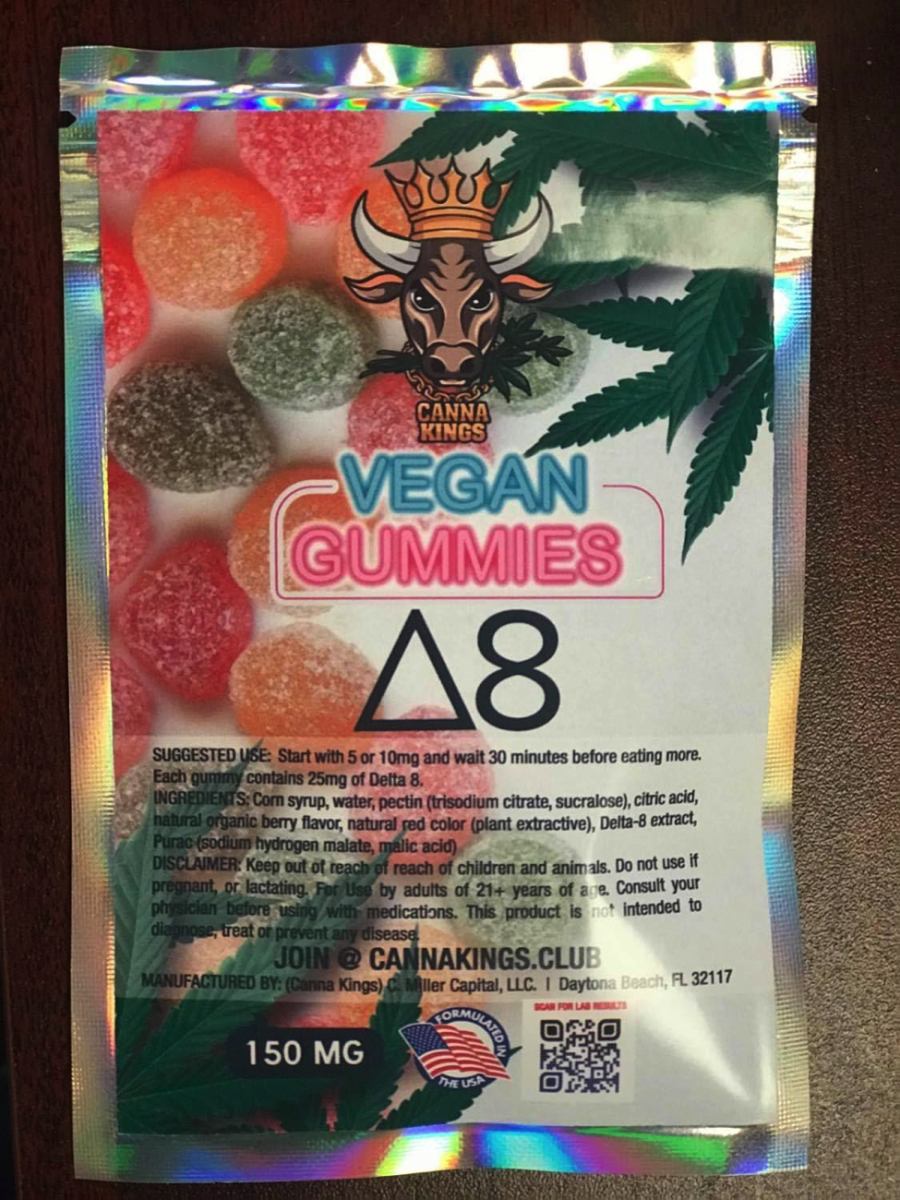 CANNA
KINGS
VEGAN
GUMMIES
Δ8
SUGGESTED USE: Start with 5 or 10mg and wait 30 minutes before eating more.
Each gummy contains 25mg of Delta 8.
INGREDIENTS: Corn syrup, water, pectin (trisodium citrate, sucralose), citric acid,
natural organic berry flavor, natural red color (plant extractive), Delta-8 extract,
Purac (sodium hydrogen malate, malic acid)
DISCLAIMER: Keep out of reach of reach of children and animals. Do not use if
pregnant, or lactating. For Use by adults of 21+ years of age. Consult your
physician before using with medications. This product is not intended to
diagnose, treat or prevent any disease.
JOIN @ CANNAKINGS.CLUB
MANUFACTURED BY: (Canna Kings) C. Miller Capital, LLC. I Daytona Beach, FL 32117
SCAN FOR LAB RESULTS
150 MG
FORMULATED IN
THE USA